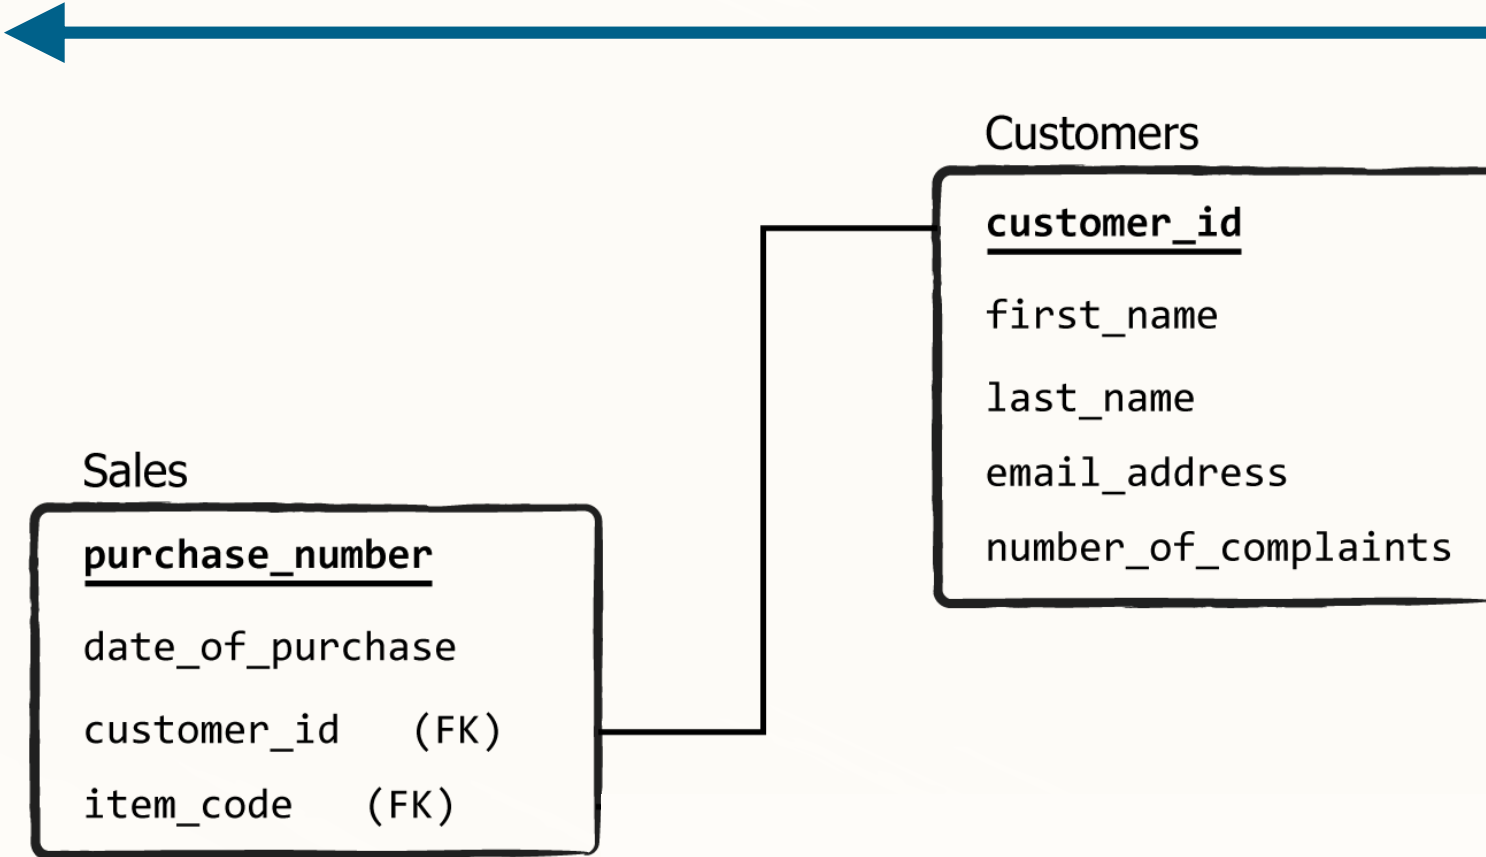 Customers
customer_id
first_name
last_name
email_address
number_of_complaints
Sales
purchase_number
date_of_purchase
customer_id (FK)
item_code (FK)